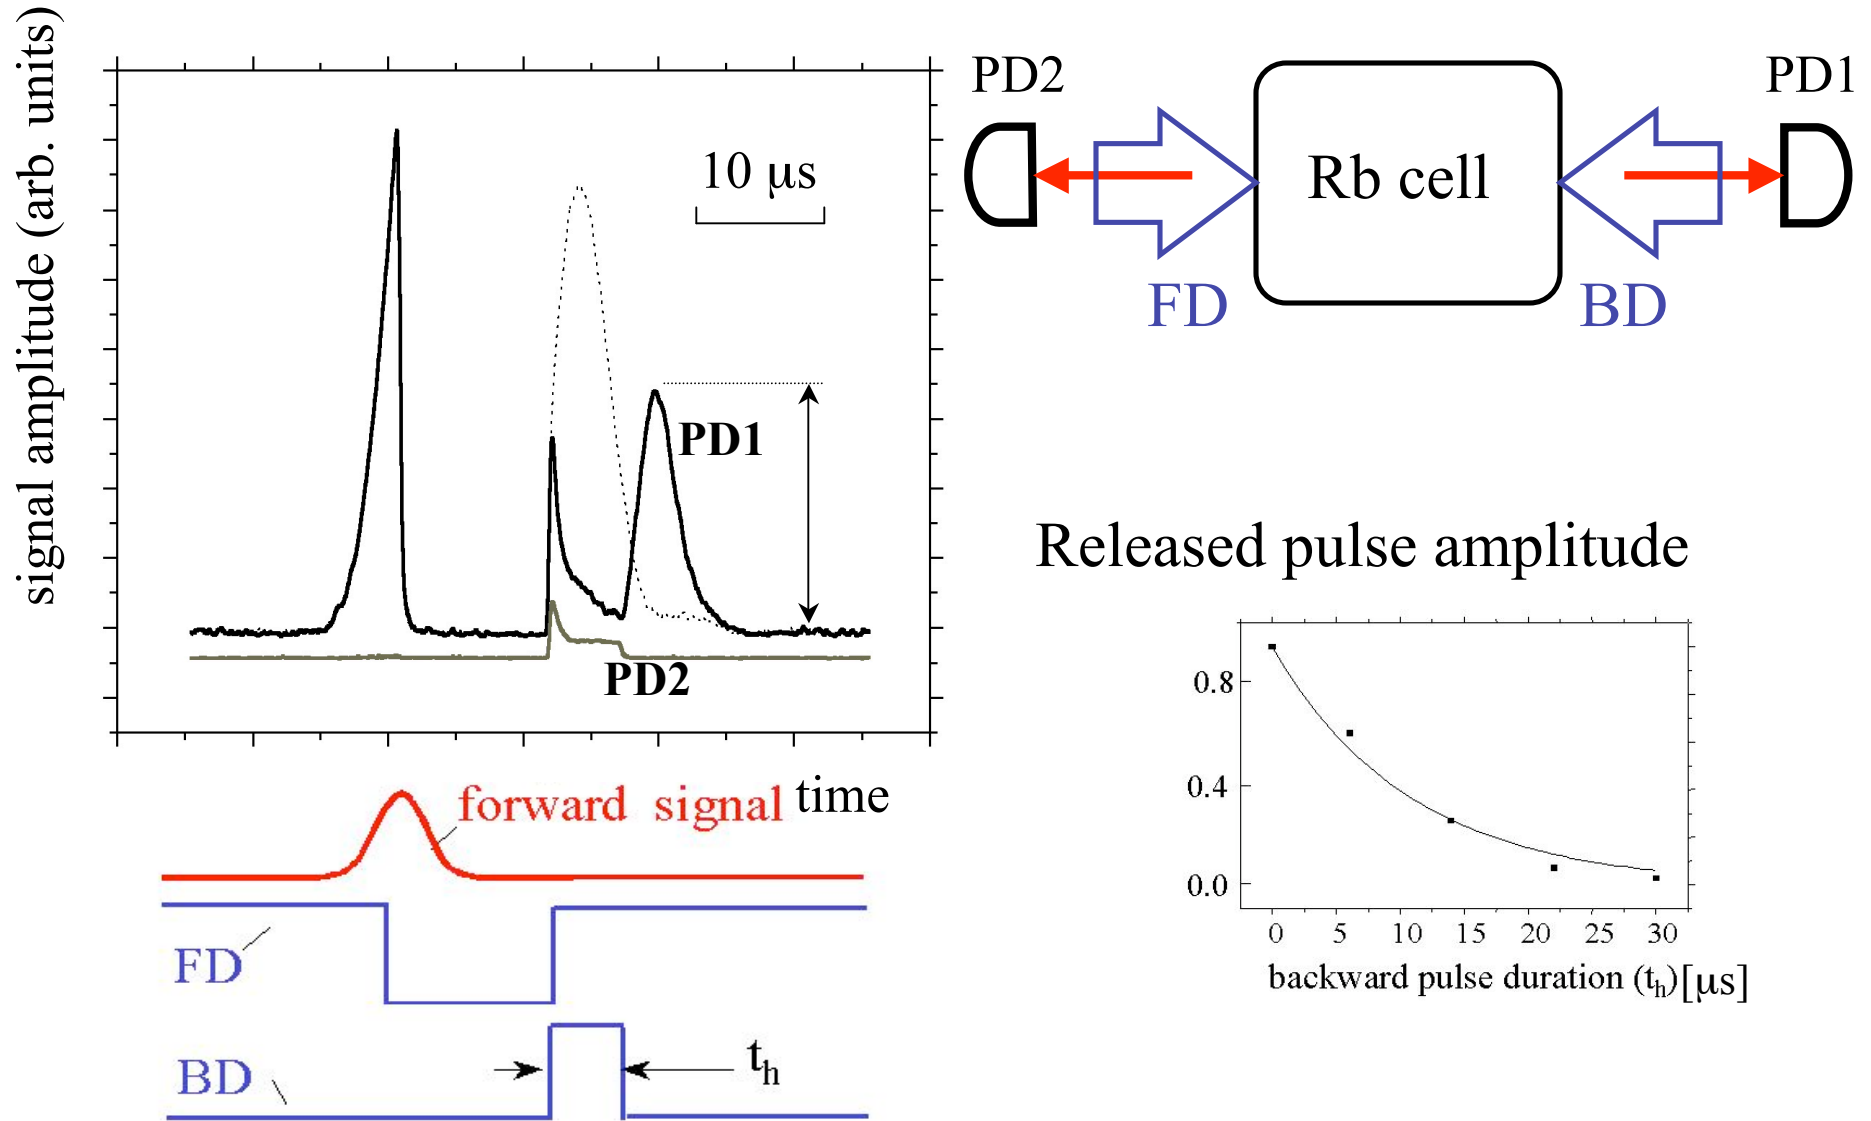 signal amplitude (arb. units)
10 μs
PD1
PD2
time
forward signal
FD
BD
t_h
PD2
PD1
Rb cell
FD
BD
Released pulse amplitude
0.8
0.4
0.0
0 5 10 15 20 25 30
backward pulse duration (t_h)[μs]